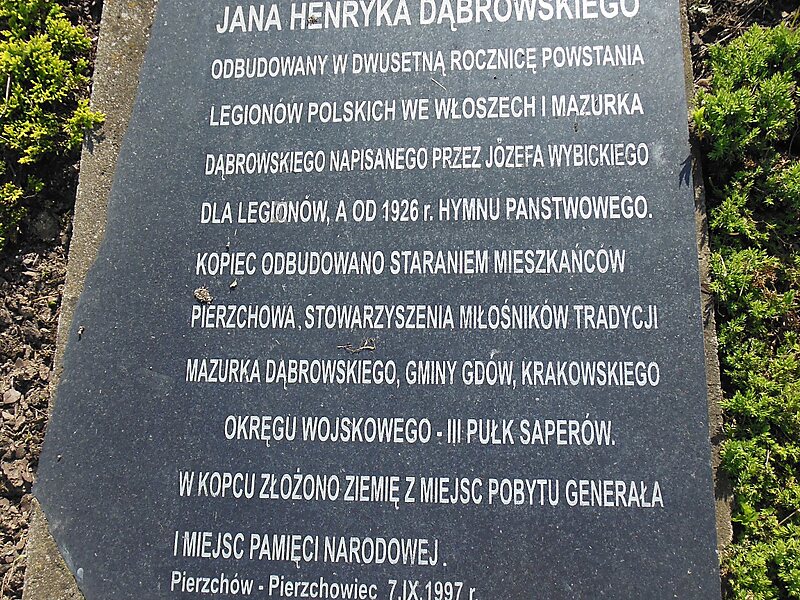 JANA HENRYKA DĄBROWSKIEGO
ODBUDOWANY W DWUSETNĄ ROCZNICĘ POWSTANIA
LEGIONÓW POLSKICH WE WŁOSZECH I MAZURKA
DĄBROWSKIEGO NAPISANEGO PRZEZ JÓZEFA WYBICKIEGO
DLA LEGIONÓW, A OD 1926 r. HYMNU PANSTWOWEGO.
KOPIEC ODBUDOWANO STARANIEM MIESZKAŃCÓW
PIERZCHOWA, STOWARZYSZENIA MIŁOŚNIKÓW TRADYCJI
MAZURKA DĄBROWSKIEGO, GMINY GDÓW, KRAKOWSKIEGO
OKRĘGU WOJSKOWEGO - III PUŁK SAPERÓW.
W KOPCU ZŁOŻONO ZIEMIĘ Z MIEJSC POBYTU GENERAŁA
I MIEJSC PAMIĘCI NARODOWEJ.
Pierzchów - Pierzchowiec 7.IX.1997 r.